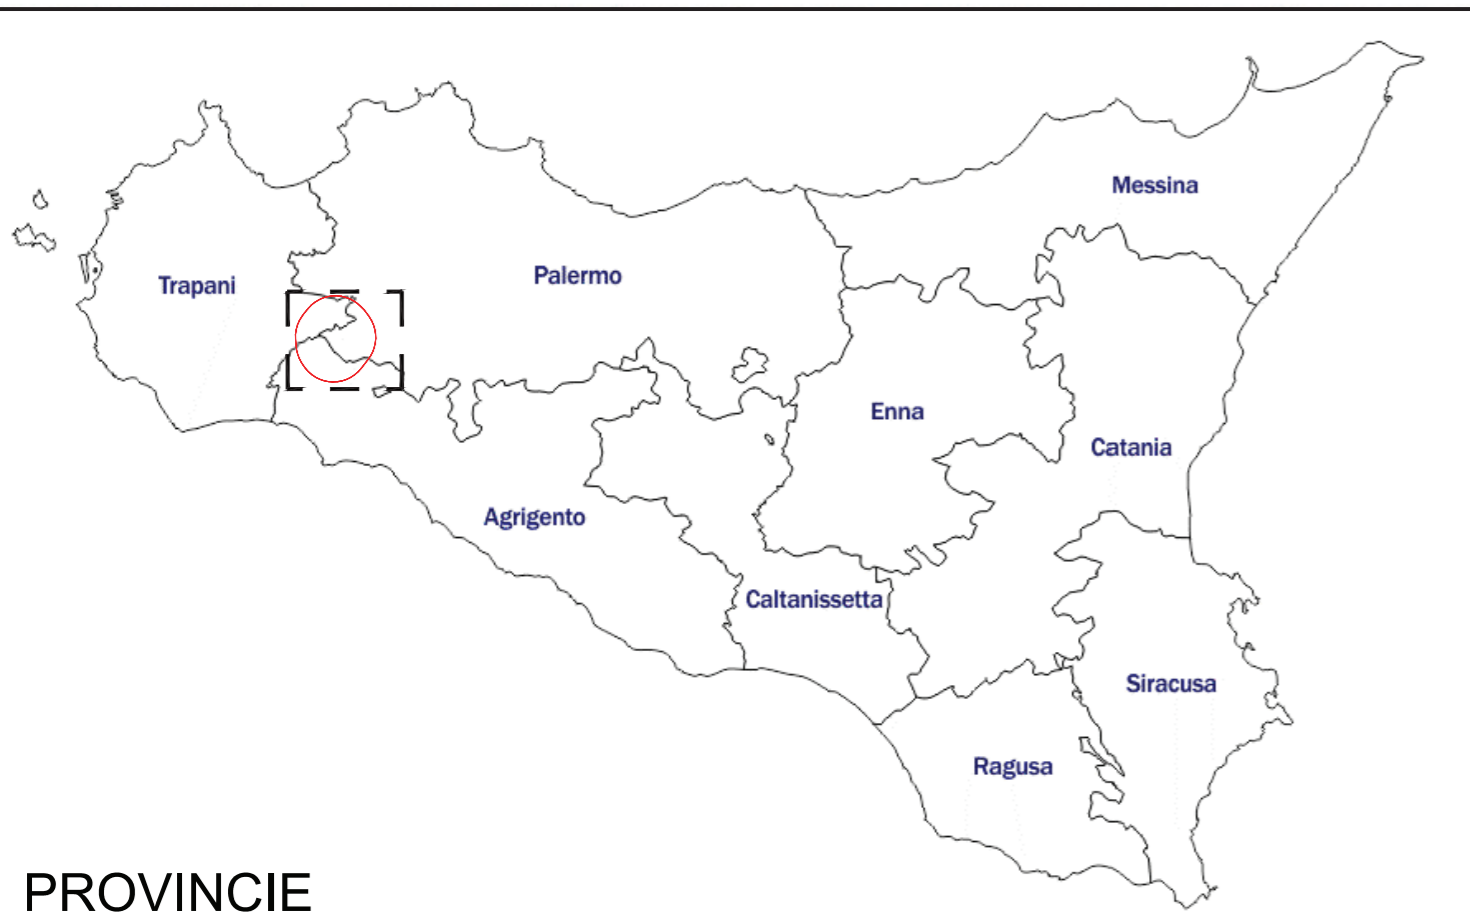 Messina
Trapani
Palermo
Enna
Catania
Agrigento
Caltanissetta
Siracusa
Ragusa
PROVINCIE